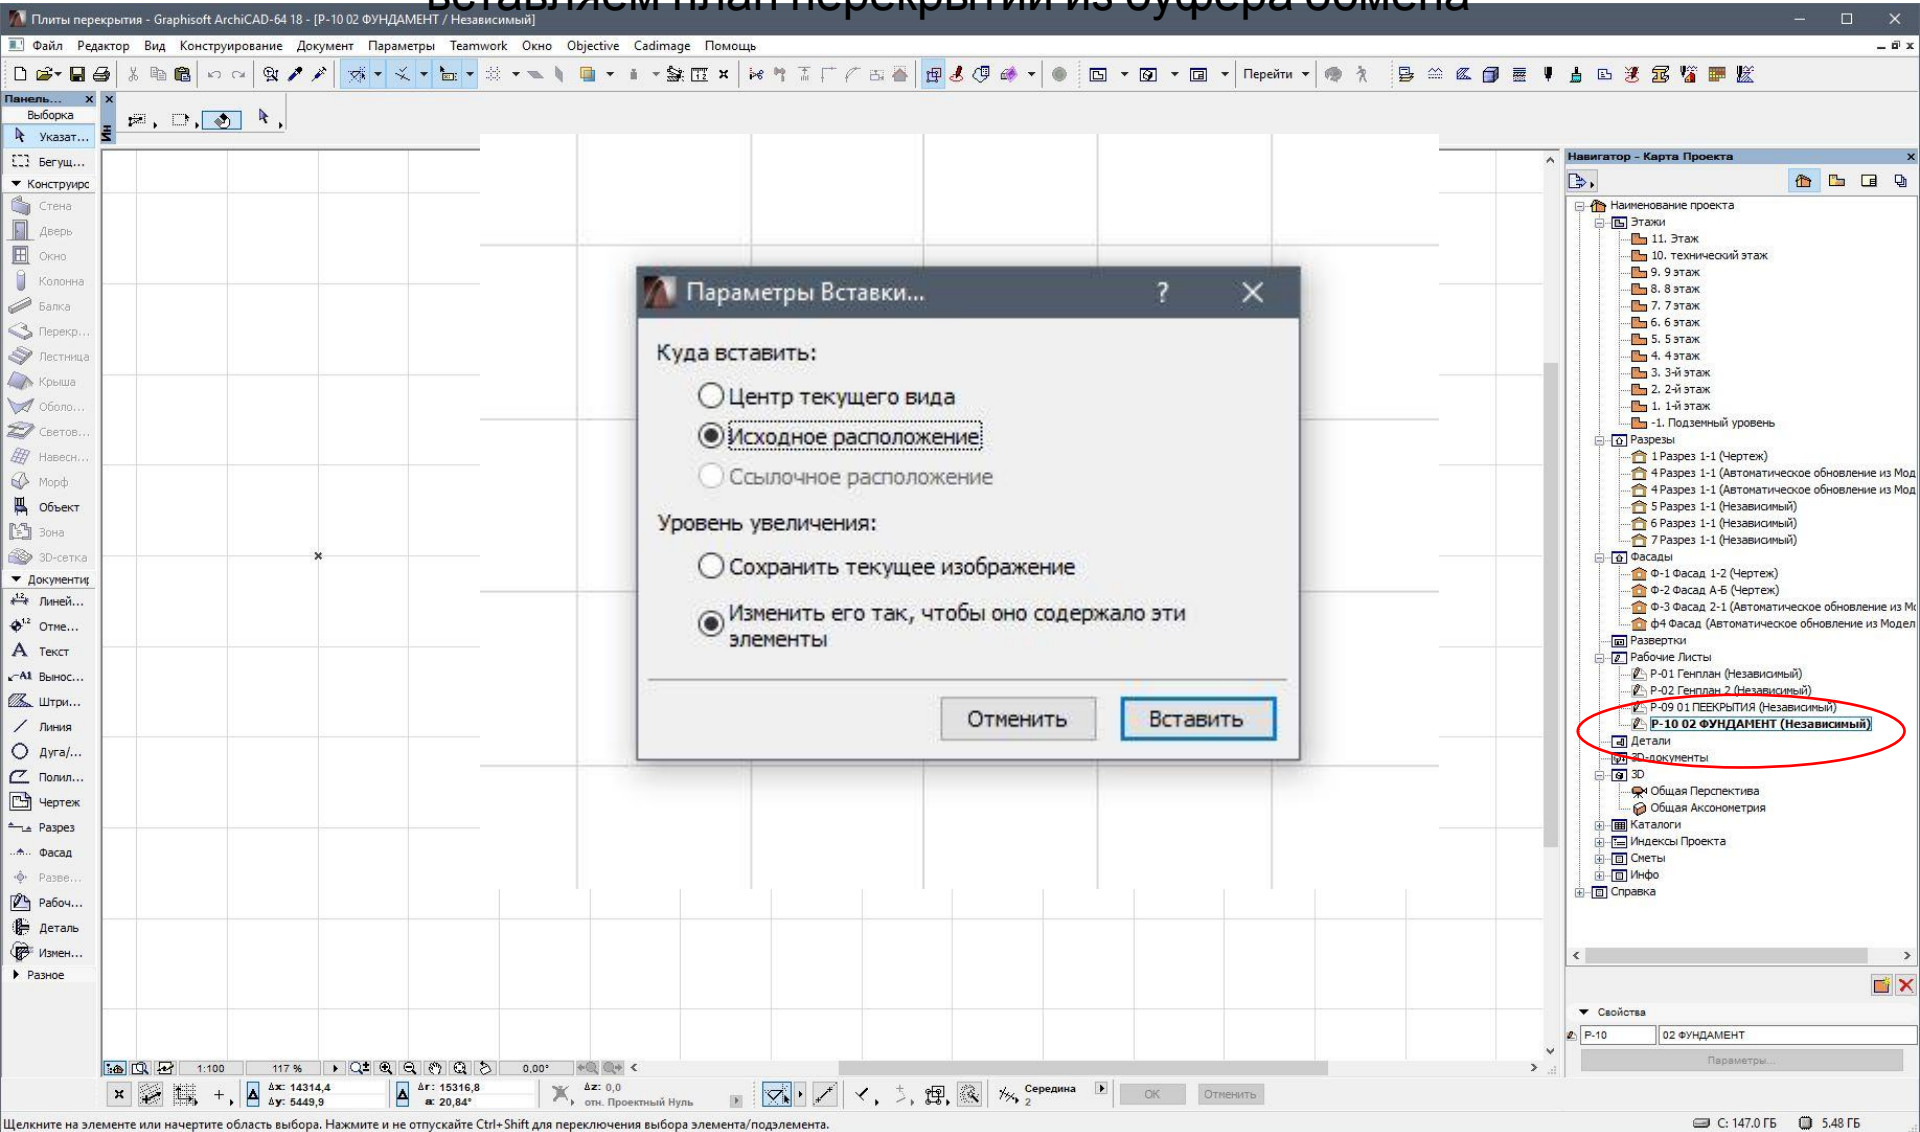 вставляем план перекрытий из буфера обмена
Плиты перекрытия - Graphisoft ArchiCAD-64 18 - [Р-10 02 ФУНДАМЕНТ / Независимый]
Файл Редактор Вид Конструирование Документ Параметры Teamwork Окно Objective Cadimage Помощь
Перейти
Панель...
Выборка
Ин
Указат...
Бегущ...
Конструирс
Стена
Дверь
Окно
Колонна
Балка
Перекр...
Лестница
Крыша
Оболо...
Светов...
Навесн...
Морф
Объект
Зона
3D-сетка
Документир
Линей...
Отме...
Текст
Вынос...
Штри...
Линия
Дуга/...
Полил...
Чертеж
Разрез
Фасад
Разве...
Рабоч...
Деталь
Измен...
Разное
Параметры Вставки...
Куда вставить:
Центр текущего вида
Исходное расположение
Ссылочное расположение
Уровень увеличения:
Сохранить текущее изображение
Изменить его так, чтобы оно содержало эти
элементы
Отменить Вставить
Навигатор - Карта Проекта
Наименование проекта
Этажи
11. Этаж
10. технический этаж
9. 9 этаж
8. 8 этаж
7. 7 этаж
6. 6 этаж
5. 5 этаж
4. 4 этаж
3. 3-й этаж
2. 2-й этаж
1. 1-й этаж
-1. Подземный уровень
Разрезы
1 Разрез 1-1 (Чертеж)
4 Разрез 1-1 (Автоматическое обновление из Мод
4 Разрез 1-1 (Автоматическое обновление из Мод
5 Разрез 1-1 (Независимый)
6 Разрез 1-1 (Независимый)
7 Разрез 1-1 (Независимый)
Фасады
Ф-1 Фасад 1-2 (Чертеж)
Ф-2 Фасад А-Б (Чертеж)
Ф-3 Фасад 2-1 (Автоматическое обновление из Мо
ф4 Фасад (Автоматическое обновление из Модел
Развертки
Рабочие Листы
Р-01 Генплан (Независимый)
Р-02 Генплан 2 (Независимый)
Р-09 01 ПЕЕКРЫТИЯ (Независимый)
Р-10 02 ФУНДАМЕНТ (Независимый)
Детали
3D-документы
3D
Общая Перспектива
Общая Аксонометрия
Каталоги
Индексы Проекта
Сметы
Инфо
Справка
Свойства
Р-10 02 ФУНДАМЕНТ
Параметры...
1:100 117 % 0,00°
Δx: 14314,4 Δr: 15316,8 Δz: 0,0 Середина OK Отменить
Δy: 5449,9 a: 20,84° отн. Проектный Нуль 2
Щелкните на элементе или начертите область выбора. Нажмите и не отпускайте Ctrl+Shift для переключения выбора элемента/подэлемента. C: 147.0 ГБ 5.48 ГБ